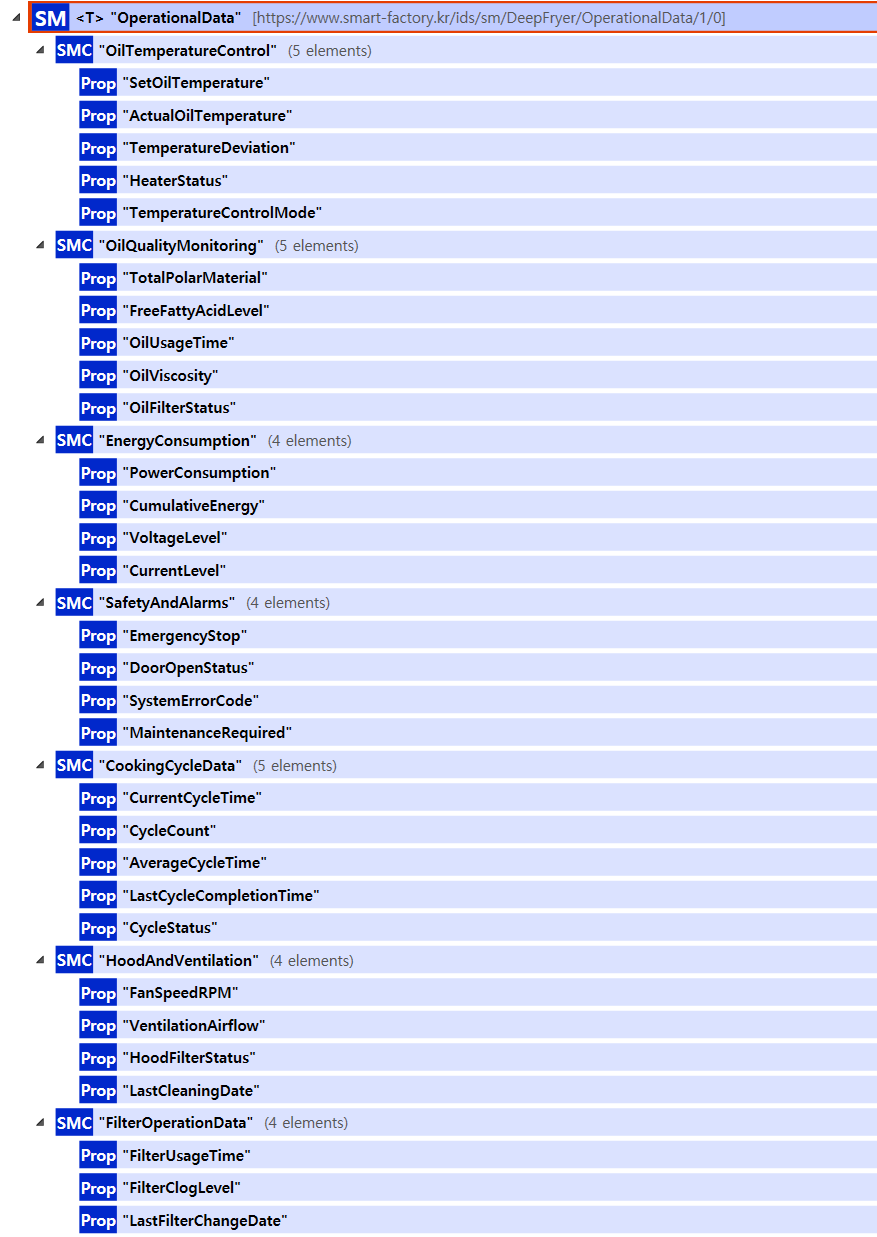 SM <T> "OperationalData" [https://www.smart-factory.kr/ids/sm/DeepFryer/OperationalData/1/0]
SMC "OilTemperatureControl" (5 elements)
Prop "SetOilTemperature"
Prop "ActualOilTemperature"
Prop "TemperatureDeviation"
Prop "HeaterStatus"
Prop "TemperatureControlMode"
SMC "OilQualityMonitoring" (5 elements)
Prop "TotalPolarMaterial"
Prop "FreeFattyAcidLevel"
Prop "OilUsageTime"
Prop "OilViscosity"
Prop "OilFilterStatus"
SMC "EnergyConsumption" (4 elements)
Prop "PowerConsumption"
Prop "CumulativeEnergy"
Prop "VoltageLevel"
Prop "CurrentLevel"
SMC "SafetyAndAlarms" (4 elements)
Prop "EmergencyStop"
Prop "DoorOpenStatus"
Prop "SystemErrorCode"
Prop "MaintenanceRequired"
SMC "CookingCycleData" (5 elements)
Prop "CurrentCycleTime"
Prop "CycleCount"
Prop "AverageCycleTime"
Prop "LastCycleCompletionTime"
Prop "CycleStatus"
SMC "HoodAndVentilation" (4 elements)
Prop "FanSpeedRPM"
Prop "VentilationAirflow"
Prop "HoodFilterStatus"
Prop "LastCleaningDate"
SMC "FilterOperationData" (4 elements)
Prop "FilterUsageTime"
Prop "FilterClogLevel"
Prop "LastFilterChangeDate"